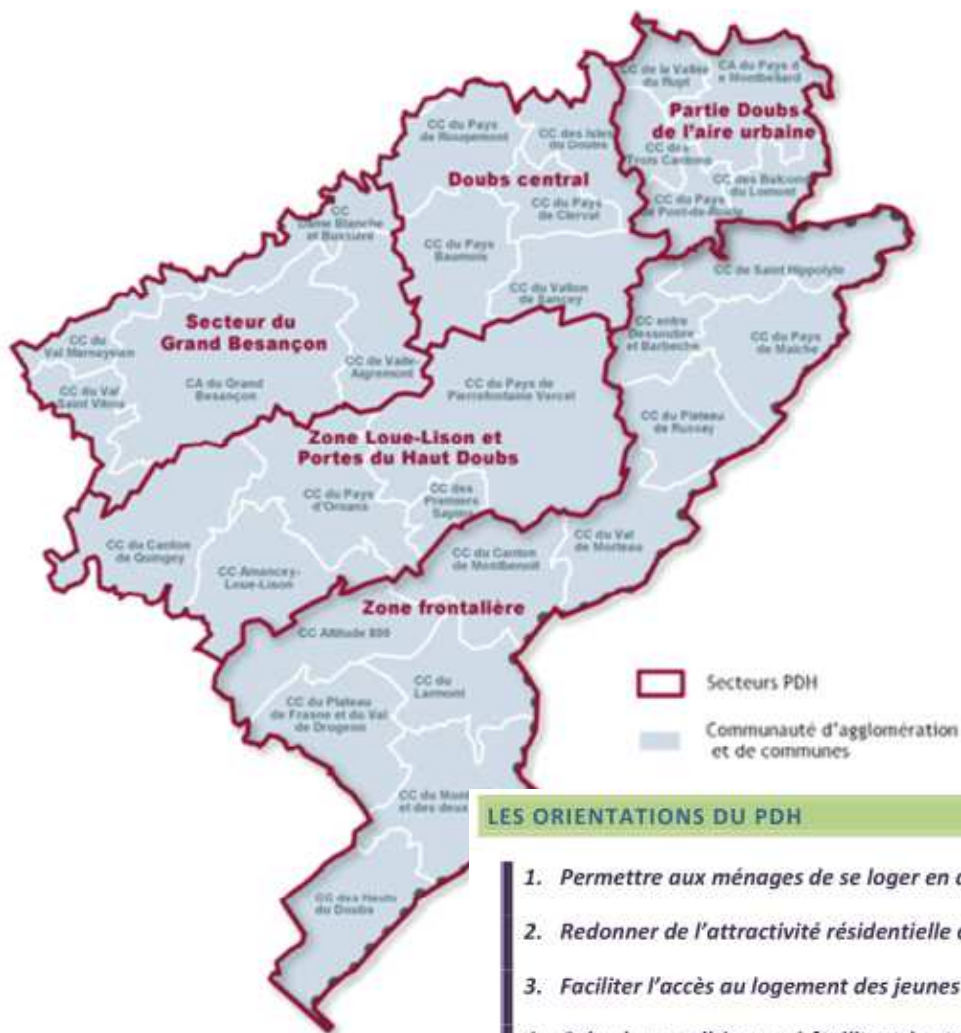 CC de la Vallée
du Rupt
CA du Pays d
e Montbéliard
Partie Doubs
de l'aire urbaine
CC des
Trois Cantons
CC des Balcons
du Lomont
CC du Pays
de Pont-de-Roide
CC du Pays
de Rougemont
CC des Isles
du Doubs
Doubs central
CC du Pays
de Clerval
CC du Pays
Baumois
CC du Vallon
de Sancey
CC
Dame Blanche
et Bussière
Secteur du
Grand Besançon
CC du
Val Marnaysien
CC du Val
Saint Vitois
CA du Grand
Besançon
CC de Vaite-
Aigremont
CC de Saint Hippolyte
CC entre
Dessoubre
et Barbèche
CC du Pays
de Maîche
CC du Plateau
de Russey
CC du Pays de
Pierrefontaine Vercel
Zone Loue-Lison et
Portes du Haut Doubs
CC du Pays
d'Ornans
CC des
Premiers
Sapins
CC du Canton
de Quingey
CC Amancey-
Loue-Lison
CC du Val
de Morteau
CC du Canton
de Montbenoit
Zone frontalière
CC Altitude 800
CC du
Larmont
CC du Plateau
de Frasne et du Val
de Drugeon
CC du Mont
et des deux
CC des Hauts
du Doubs
Secteurs PDH
Communauté d'agglomération
et de communes
LES ORIENTATIONS DU PDH
1. Permettre aux ménages de se loger en
2. Redonner de l'attractivité résidentielle
3. Faciliter l'accès au logement des jeunes